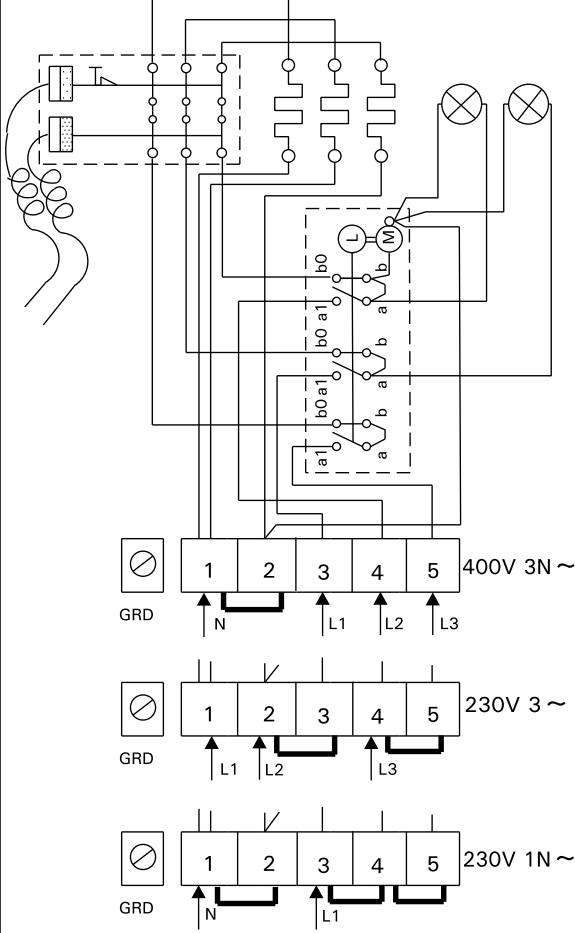 L M
b0 b
a1 a
b0 b
a1 a
b0 b
a1 a
1 2 3 4 5 400V 3N ~
GRD N L1 L2 L3
1 2 3 4 5 230V 3 ~
GRD L1 L2 L3
1 2 3 4 5 230V 1N ~
GRD N L1